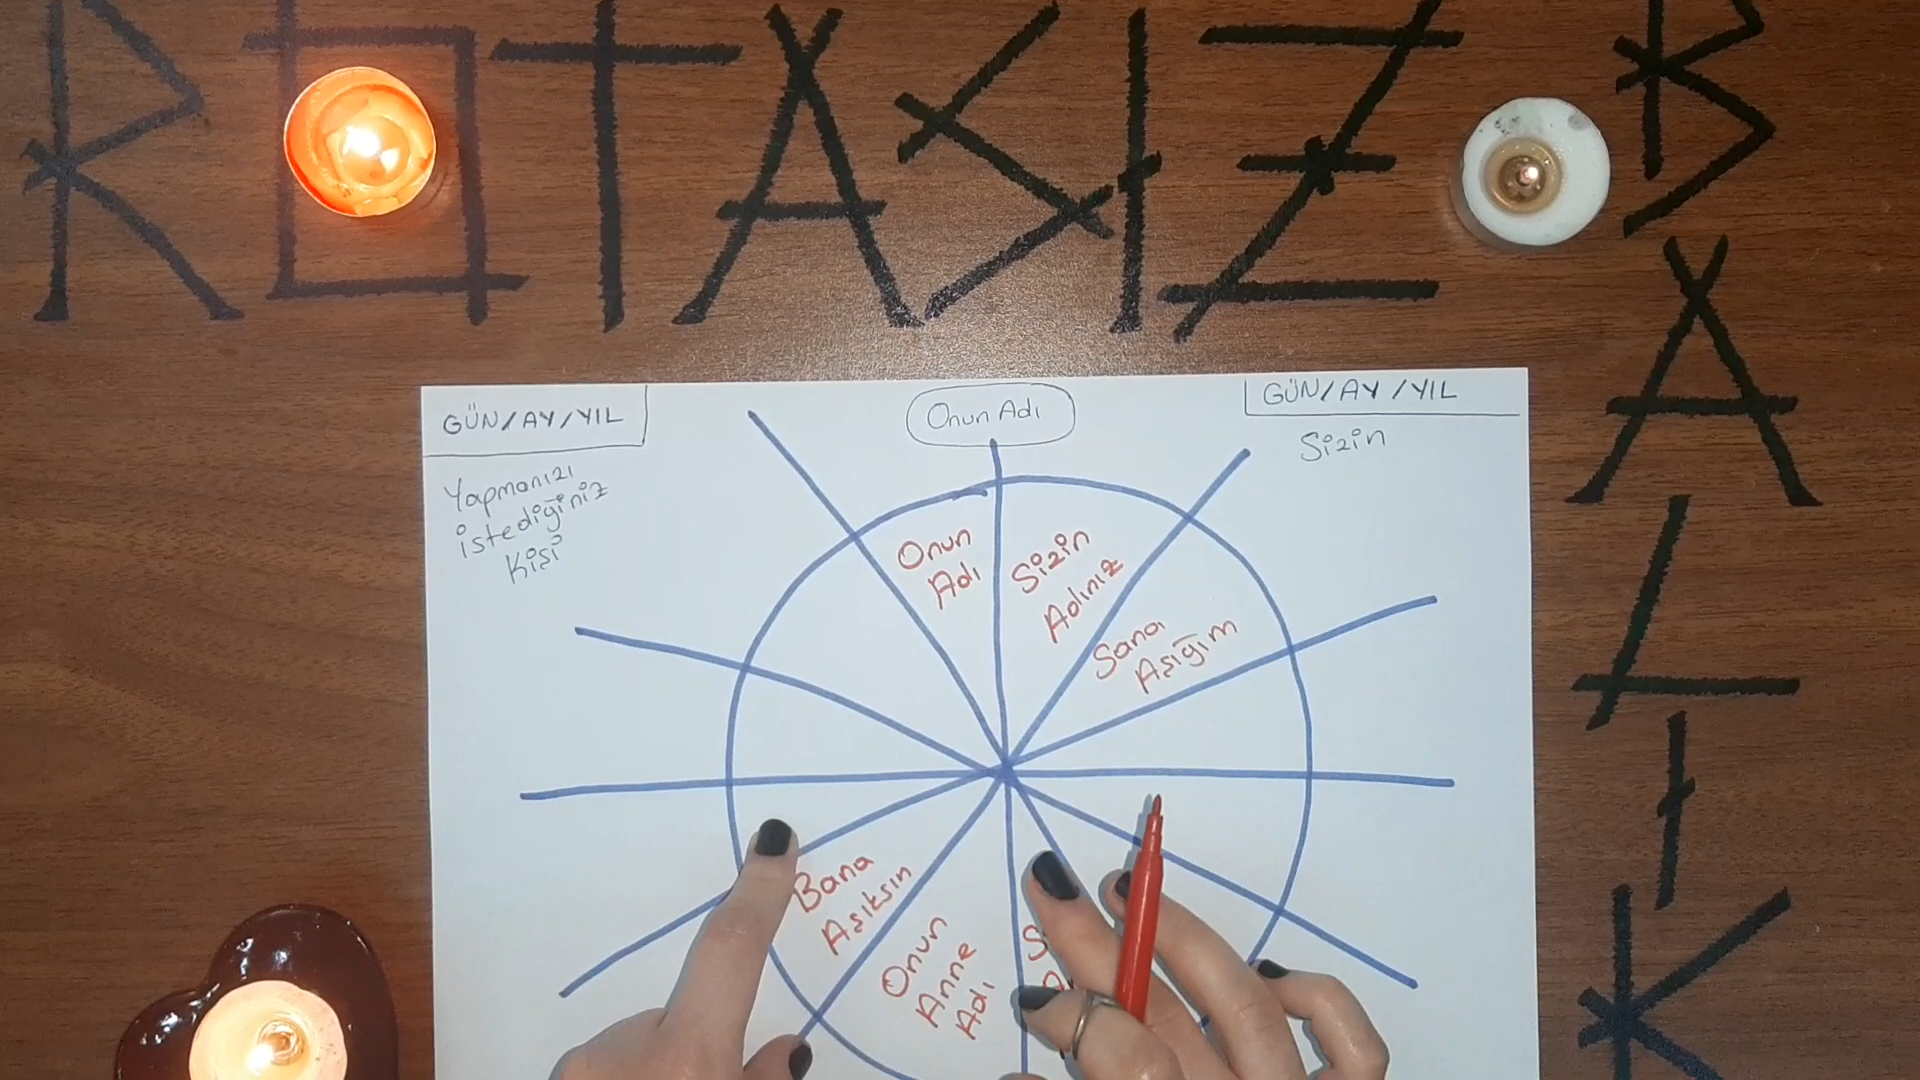 ROTASIZ
BALIK
GÜN/AY/YIL
Onun Adı
GÜN/AY/YIL
Sizin
Yapmanızı
istediğiniz
Kişi
Onun
Adı
Sizin
Adınız
Sana
Aşığım
Bana
Aşıksın
Onun
Anne
Adı